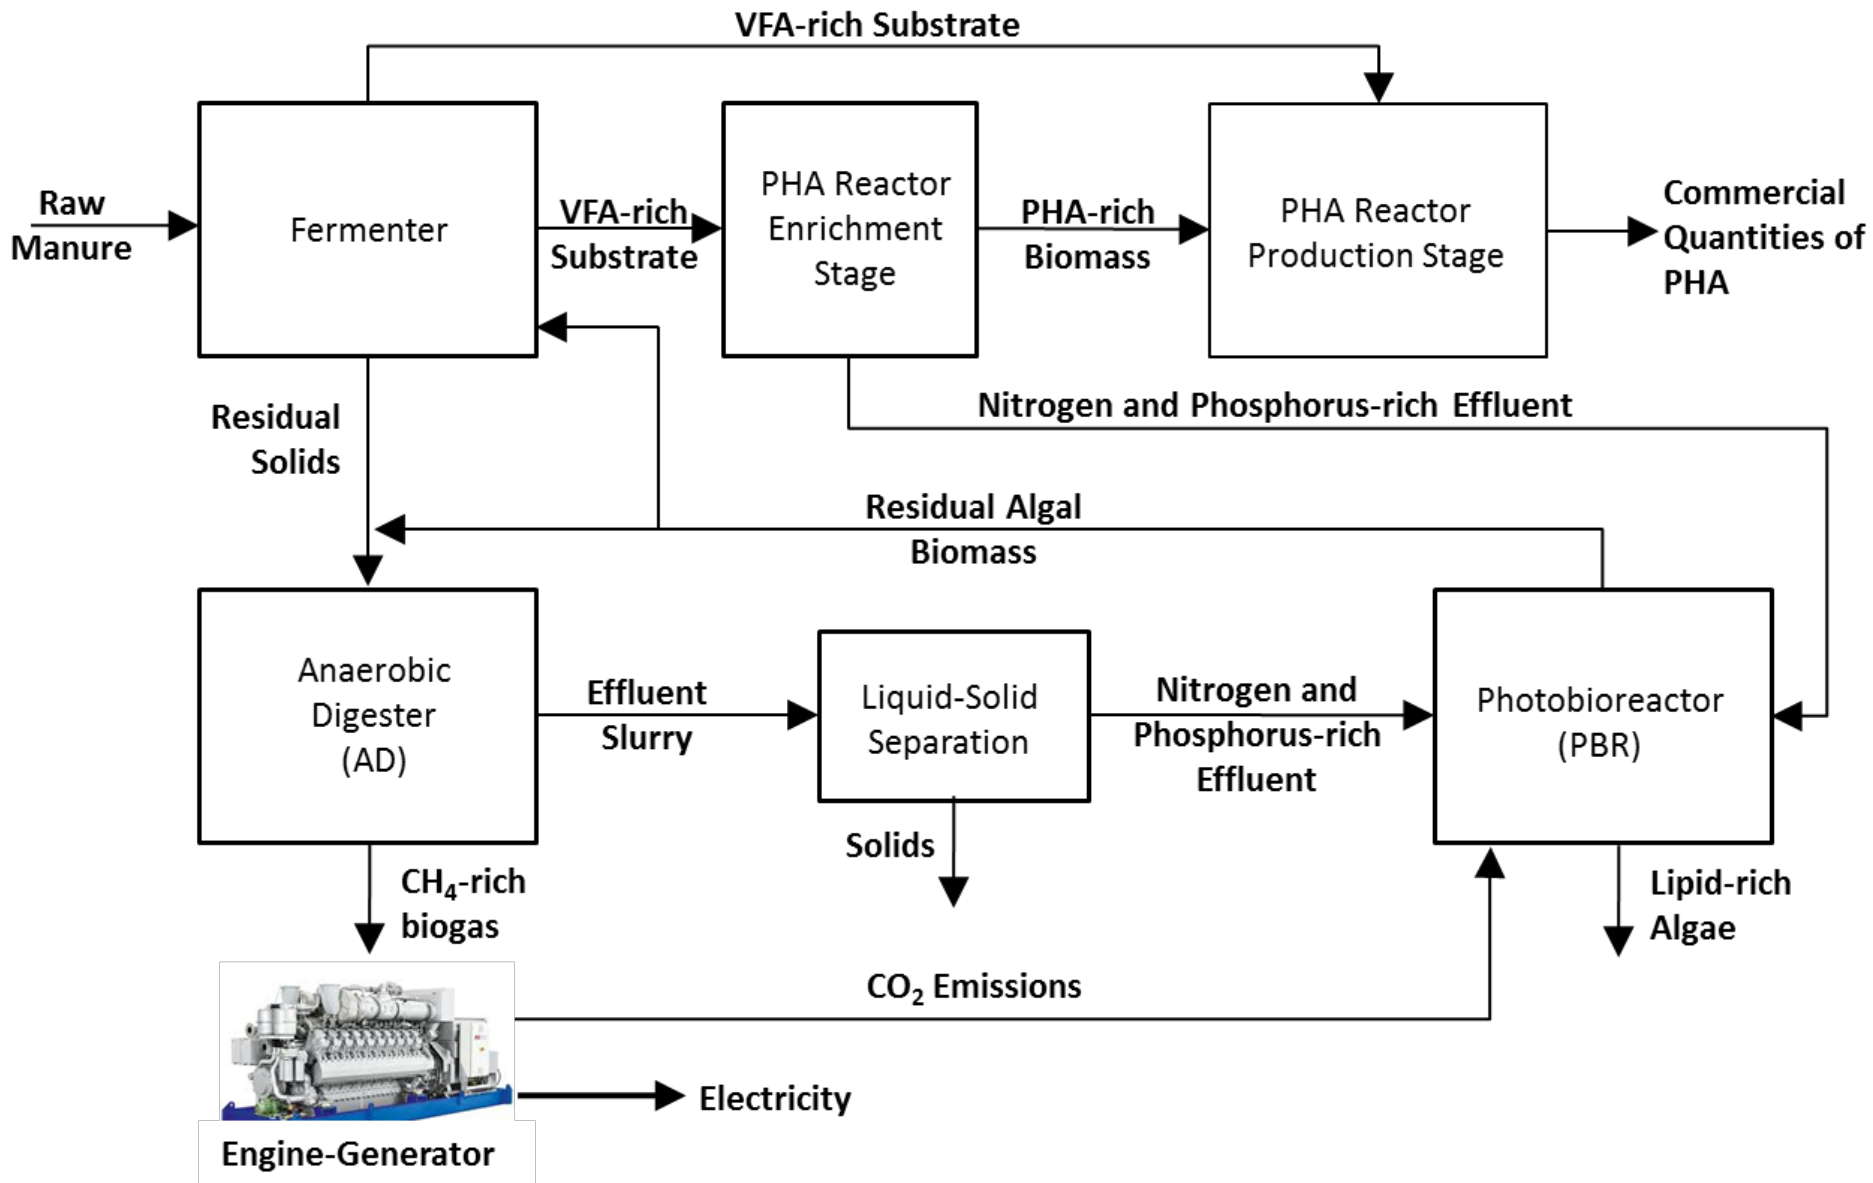 VFA-rich Substrate
Raw
Manure
Fermenter
VFA-rich
Substrate
PHA Reactor
Enrichment
Stage
PHA-rich
Biomass
PHA Reactor
Production Stage
Commercial
Quantities of
PHA
Residual
Solids
Nitrogen and Phosphorus-rich Effluent
Residual Algal
Biomass
Anaerobic
Digester
(AD)
Effluent
Slurry
Liquid-Solid
Separation
Nitrogen and
Phosphorus-rich
Effluent
Photobioreactor
(PBR)
Solids
CH₄-rich
biogas
Lipid-rich
Algae
CO₂ Emissions
Electricity
Engine-Generator